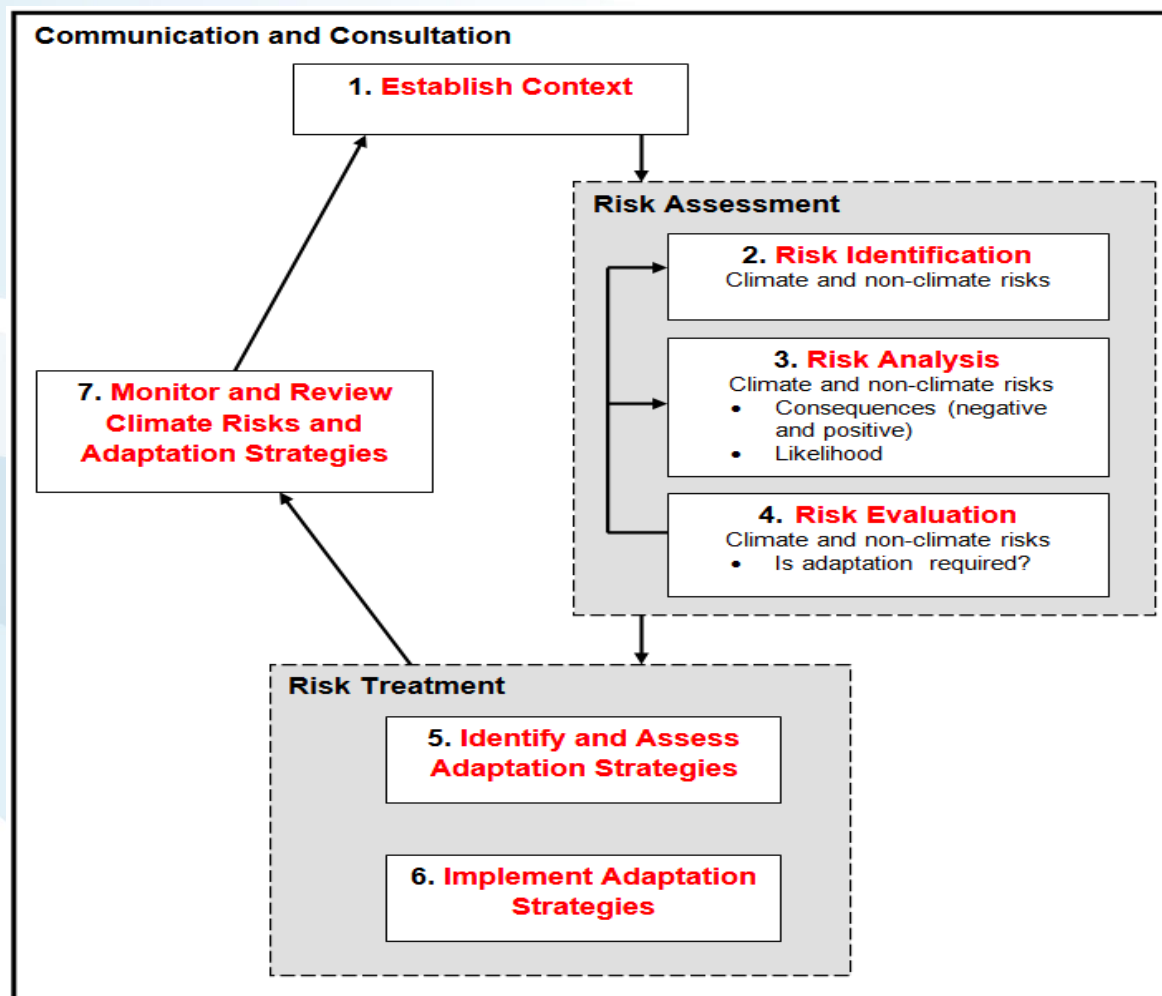 Communication and Consultation
1. Establish Context
Risk Assessment
2. Risk Identification
Climate and non-climate risks
3. Risk Analysis
Climate and non-climate risks
• Consequences (negative
and positive)
• Likelihood
4. Risk Evaluation
Climate and non-climate risks
• Is adaptation required?
7. Monitor and Review
Climate Risks and
Adaptation Strategies
Risk Treatment
5. Identify and Assess
Adaptation Strategies
6. Implement Adaptation
Strategies